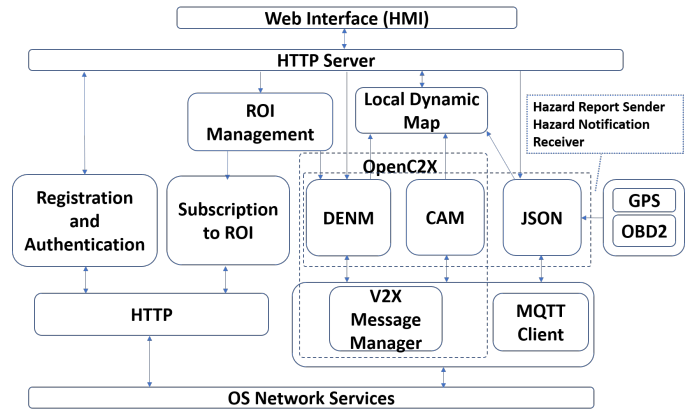 Web Interface (HMI)
HTTP Server
ROI
Management
Local Dynamic
Map
Hazard Report Sender
Hazard Notification
Receiver
OpenC2X
Registration
and
Authentication
Subscription
to ROI
DENM
CAM
JSON
GPS
OBD2
HTTP
V2X
Message
Manager
MQTT
Client
OS Network Services